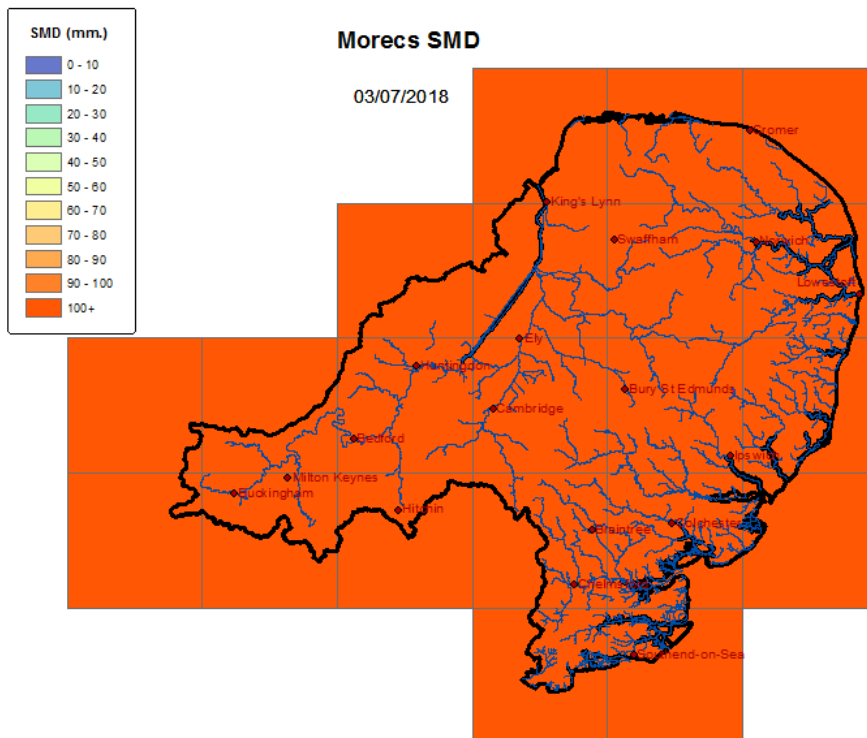 SMD (mm.)
0 - 10
10 - 20
20 - 30
30 - 40
40 - 50
50 - 60
60 - 70
70 - 80
80 - 90
90 - 100
100+
Morecs SMD
03/07/2018
Cromer
King's Lynn
Swaffham
Norwich
Lowestoft
Ely
Huntingdon
Bury St Edmunds
Cambridge
Bedford
Ipswich
Milton Keynes
Buckingham
Hitchin
Colchester
Braintree
Chelmsford
Southend-on-Sea